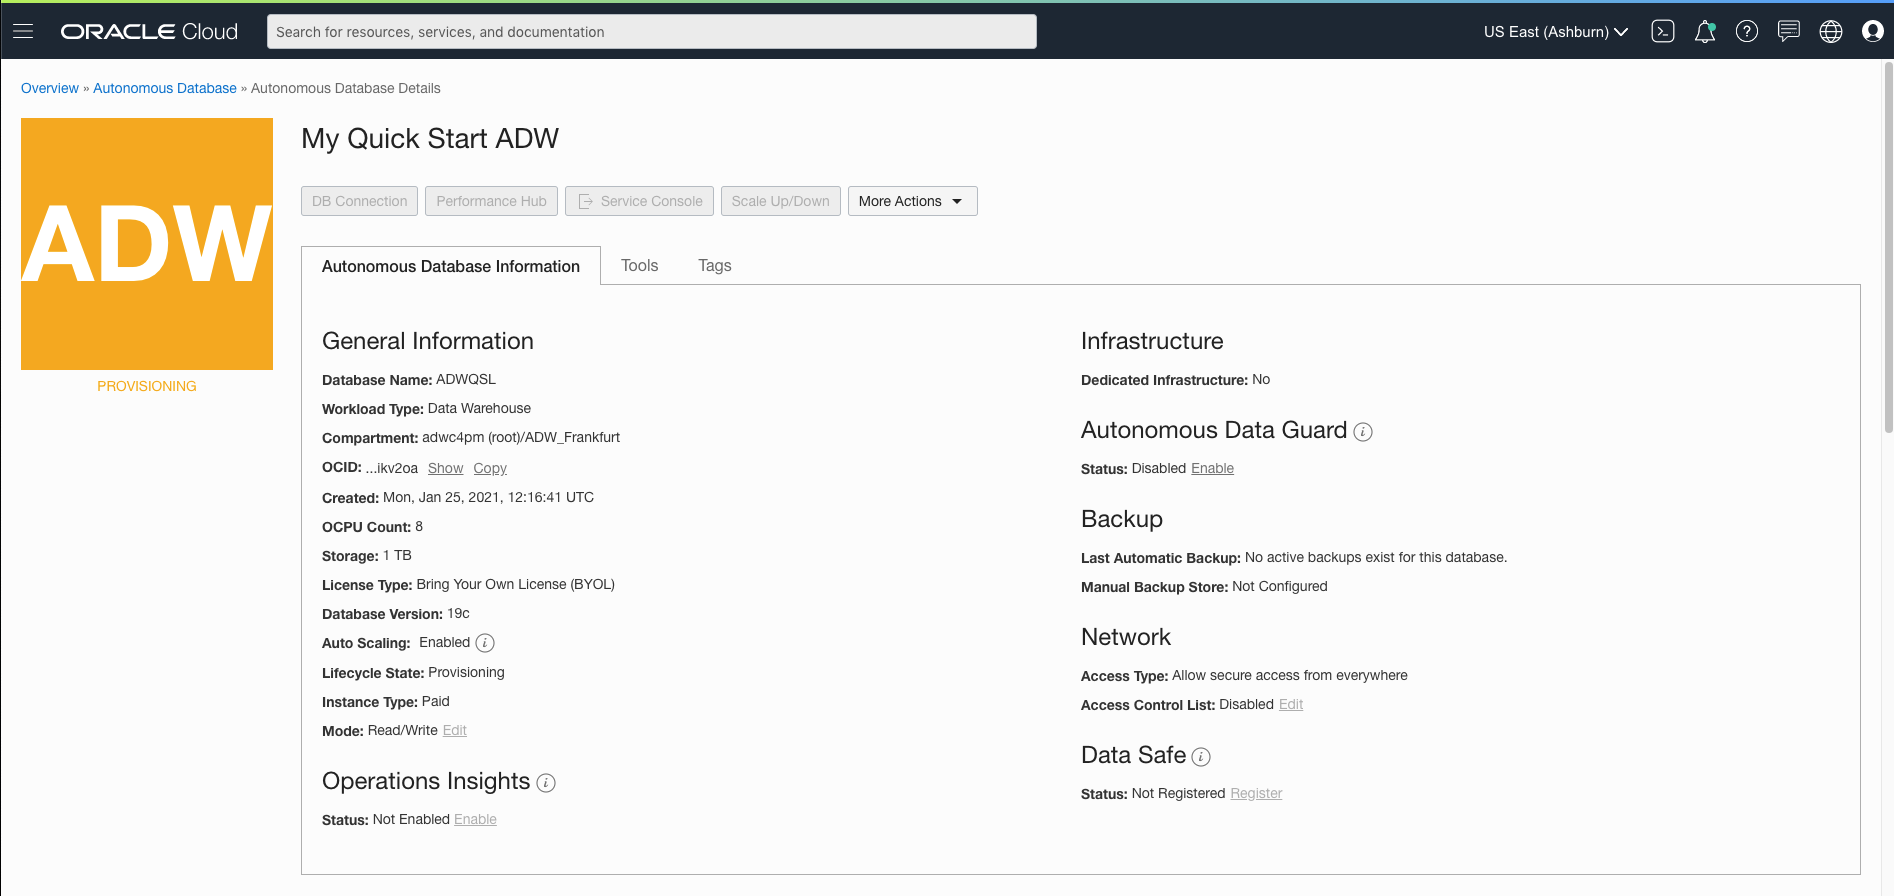 ORACLE Cloud
Search for resources, services, and documentation
US East (Ashburn)
Overview » Autonomous Database » Autonomous Database Details
ADW
PROVISIONING
My Quick Start ADW
DB Connection
Performance Hub
Service Console
Scale Up/Down
More Actions
Autonomous Database Information
Tools
Tags
General Information
Database Name: ADWQSL
Workload Type: Data Warehouse
Compartment: adwc4pm (root)/ADW_Frankfurt
OCID: ...ikv2oa Show Copy
Created: Mon, Jan 25, 2021, 12:16:41 UTC
OCPU Count: 8
Storage: 1 TB
License Type: Bring Your Own License (BYOL)
Database Version: 19c
Auto Scaling: Enabled i
Lifecycle State: Provisioning
Instance Type: Paid
Mode: Read/Write Edit
Operations Insights i
Status: Not Enabled Enable
Infrastructure
Dedicated Infrastructure: No
Autonomous Data Guard i
Status: Disabled Enable
Backup
Last Automatic Backup: No active backups exist for this database.
Manual Backup Store: Not Configured
Network
Access Type: Allow secure access from everywhere
Access Control List: Disabled Edit
Data Safe i
Status: Not Registered Register